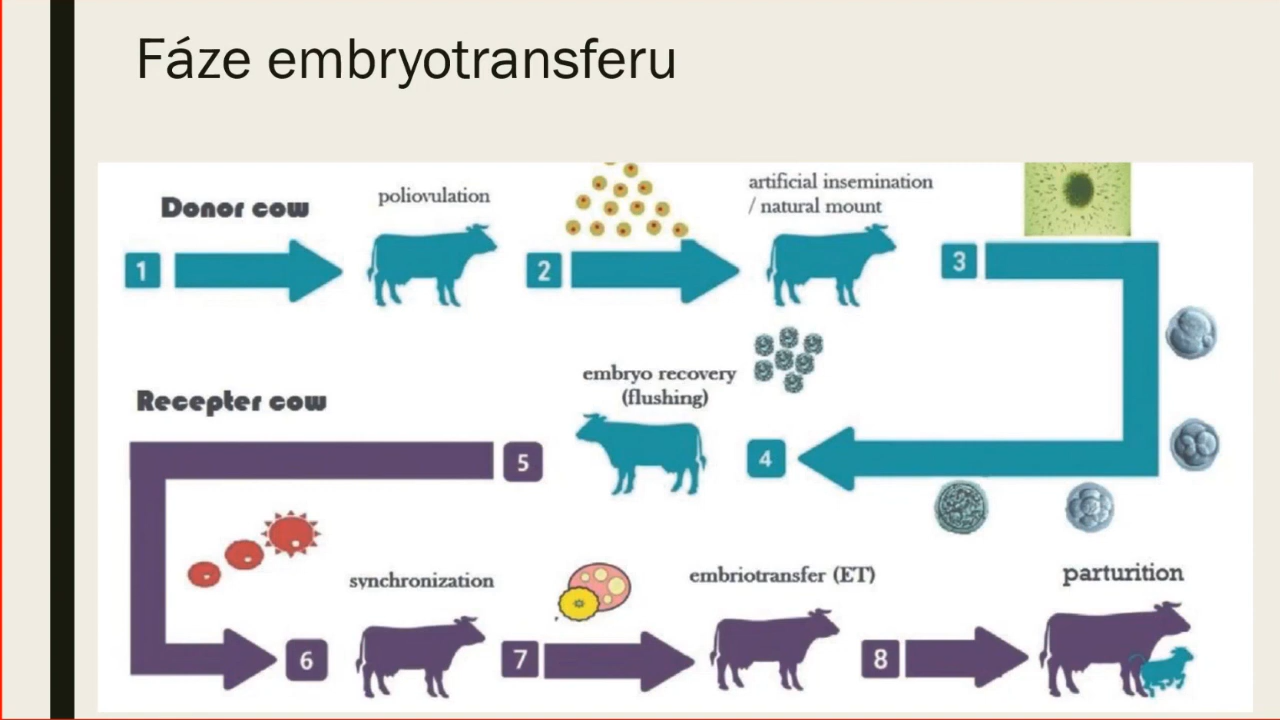 Fáze embryotransferu
Donor cow
poliovulation
artificial insemination
/ natural mount
1
2
3
embryo recovery
(flushing)
Recepter cow
5
4
synchronization
embriotransfer (ET)
parturition
6
7
8